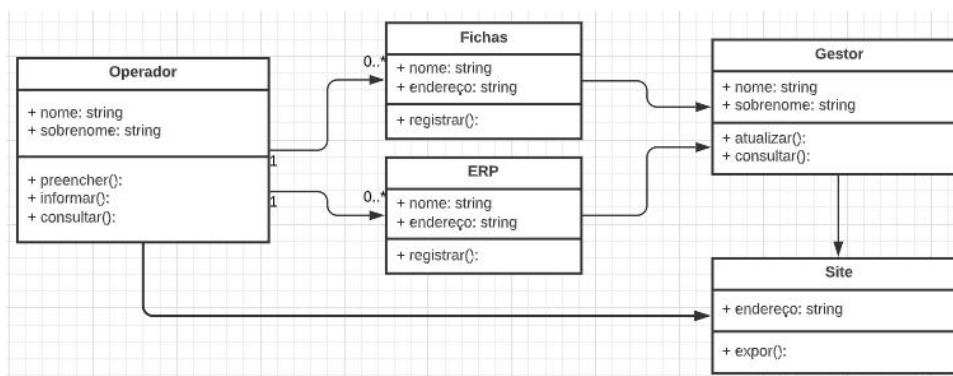 Operador
+ nome: string
+ sobrenome: string
+ preencher():
+ informar():
+ consultar():
1
1
0..*
0..*
Fichas
+ nome: string
+ endereço: string
+ registrar():
ERP
+ nome: string
+ endereço: string
+ registrar():
Gestor
+ nome: string
+ sobrenome: string
+ atualizar():
+ consultar():
Site
+ endereço: string
+ expor():